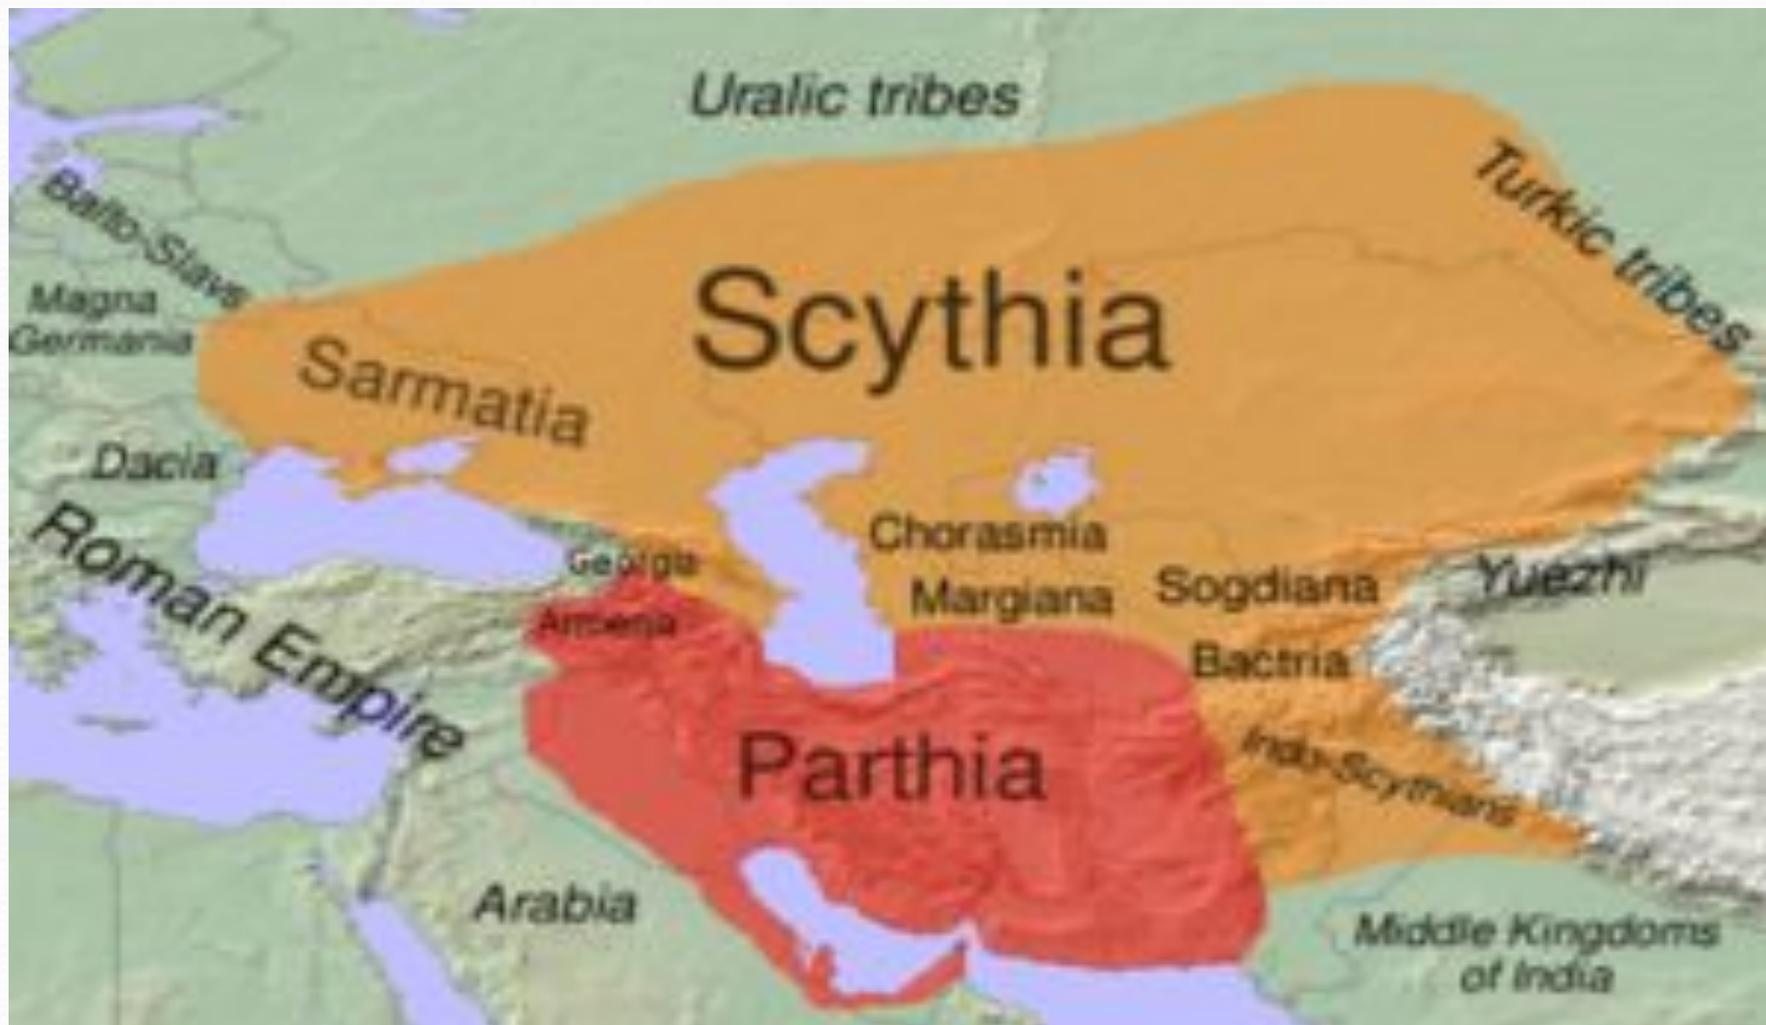 Uralic tribes
Turkic tribes
Balto-Slavs
Magna
Germania
Scythia
Sarmatia
Dacia
Roman Empire
Georgia
Armenia
Chorasmia
Margiana
Sogdiana
Bactria
Yuezhi
Indo-Scythians
Parthia
Arabia
Middle Kingdoms
of India